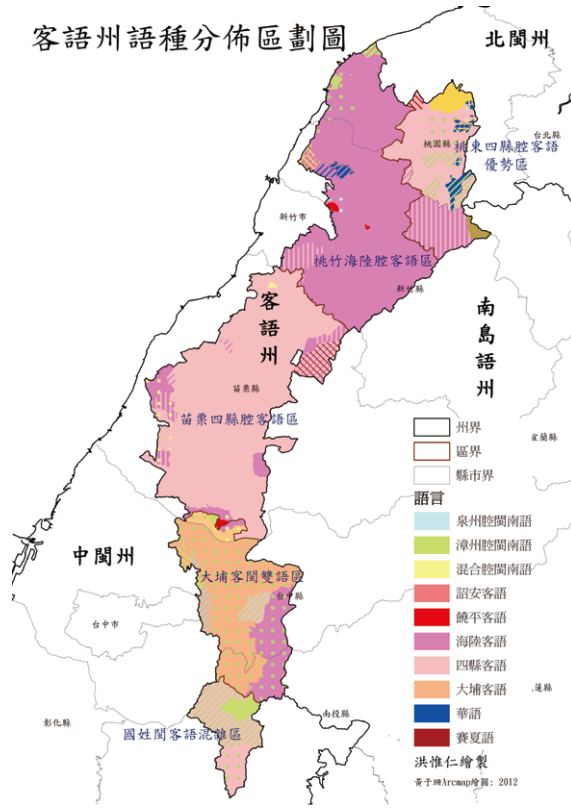 客語州語種分佈區劃圖
北閩州
台北縣
桃園縣
桃東四縣腔客語
優勢區
新竹市
桃竹海陸腔客語區
新竹縣
客語州
南島語州
苗栗縣
苗栗四縣腔客語區
宜蘭縣
中閩州
大埔客閩雙語區
台中縣
台中市
彰化縣
南投縣
國姓閩客語混雜區
蓮縣
州界
區界
縣市界
語言
泉州腔閩南語
漳州腔閩南語
混合腔閩南語
詔安客語
饒平客語
海陸客語
四縣客語
大埔客語
華語
賽夏語
洪惟仁繪製
黃于珊Arcmap繪圖: 2012